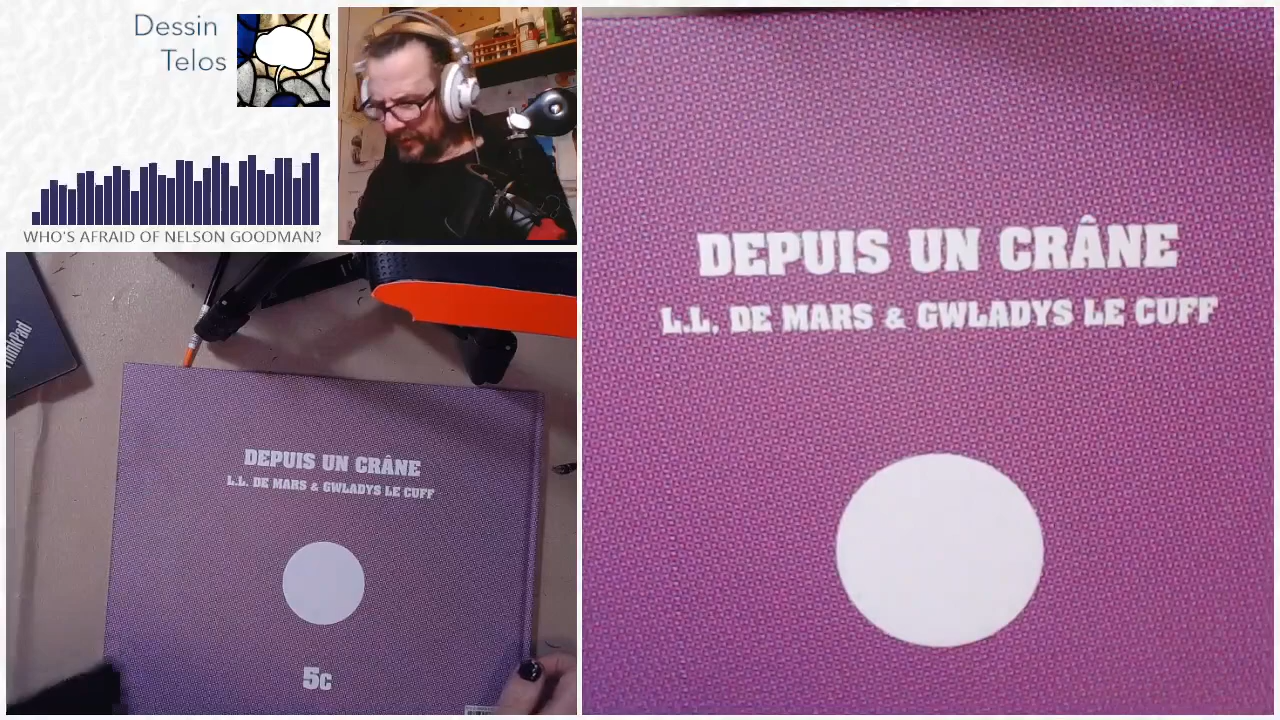 Dessin
Telos
WHO'S AFRAID OF NELSON GOODMAN?
ThinkPad
DEPUIS UN CRÂNE
L.L. DE MARS & GWLADYS LE CUFF
5c
DEPUIS UN CRÂNE
L.L. DE MARS & GWLADYS LE CUFF